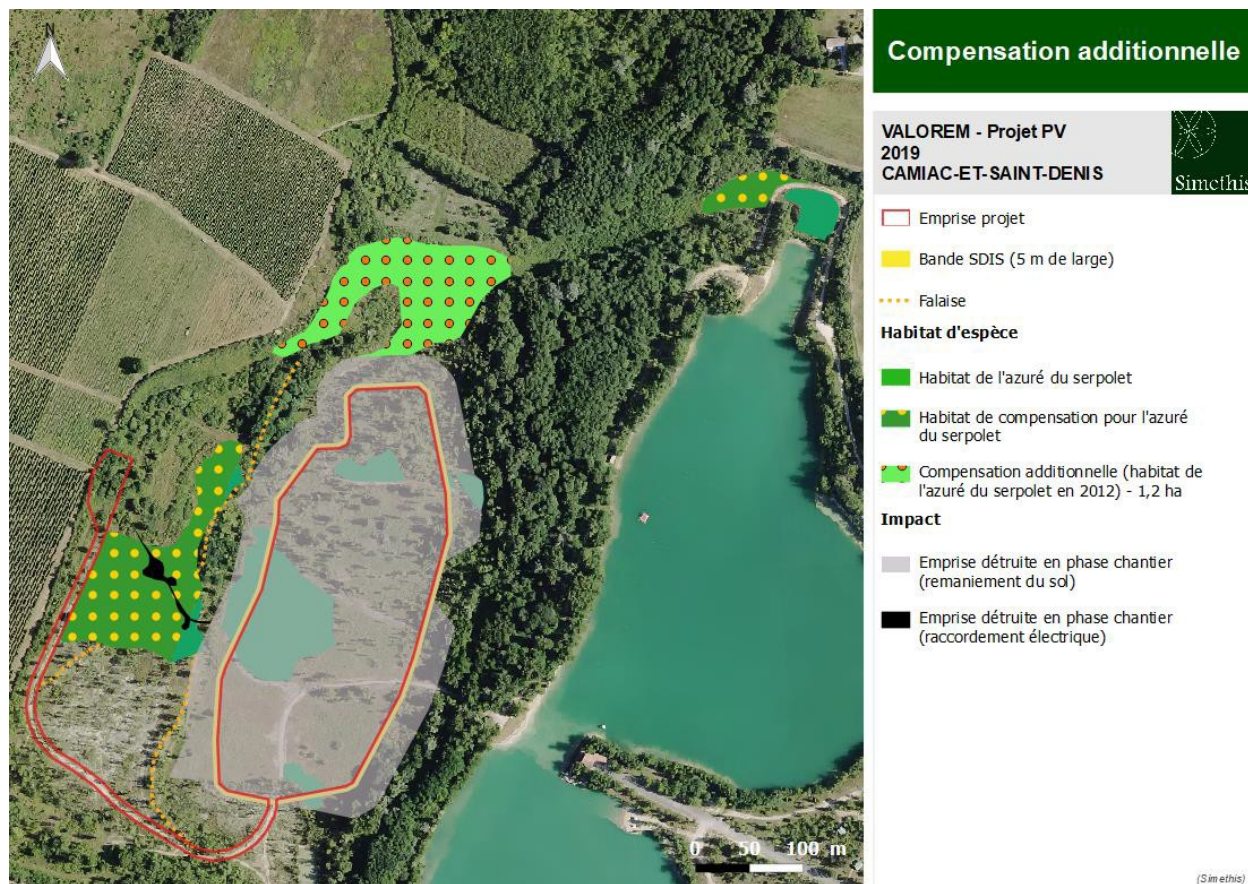 N
Compensation additionnelle
VALOREM - Projet PV
2019
CAMIAC-ET-SAINT-DENIS
Simethis
Emprise projet
Bande SDIS (5 m de large)
Falaise
Habitat d'espèce
Habitat de l'azuré du serpolet
Habitat de compensation pour l'azuré
du serpolet
Compensation additionnelle (habitat de
l'azuré du serpolet en 2012) - 1,2 ha
Impact
Emprise détruite en phase chantier
(remaniement du sol)
Emprise détruite en phase chantier
(raccordement électrique)
0 50 100 m
(Simethis)